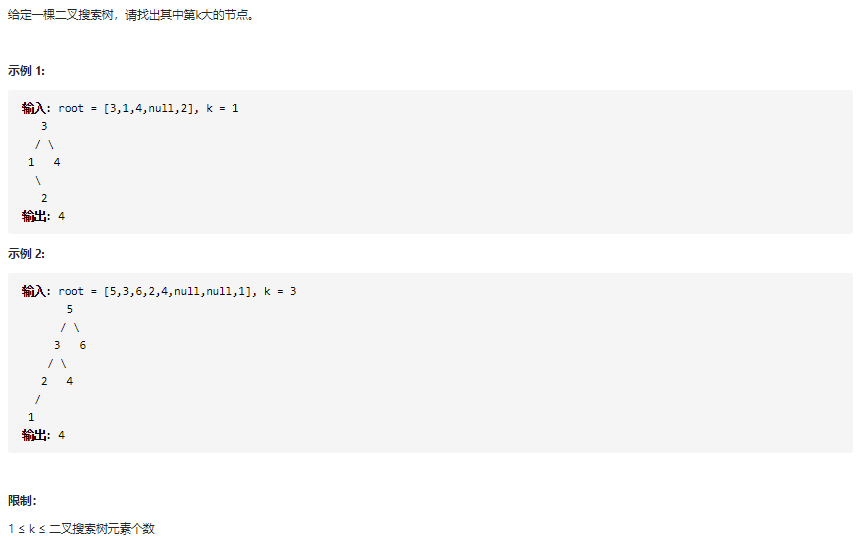 给定一棵二叉搜索树，请找出其中第k大的节点。
示例 1:
输入: root = [3,1,4,null,2], k = 1
   3
  / \
 1   4
  \
   2
输出: 4
示例 2:
输入: root = [5,3,6,2,4,null,null,1], k = 3
       5
      / \
     3   6
    / \
   2   4
  /
 1
输出: 4
限制：
1 ≤ k ≤ 二叉搜索树元素个数